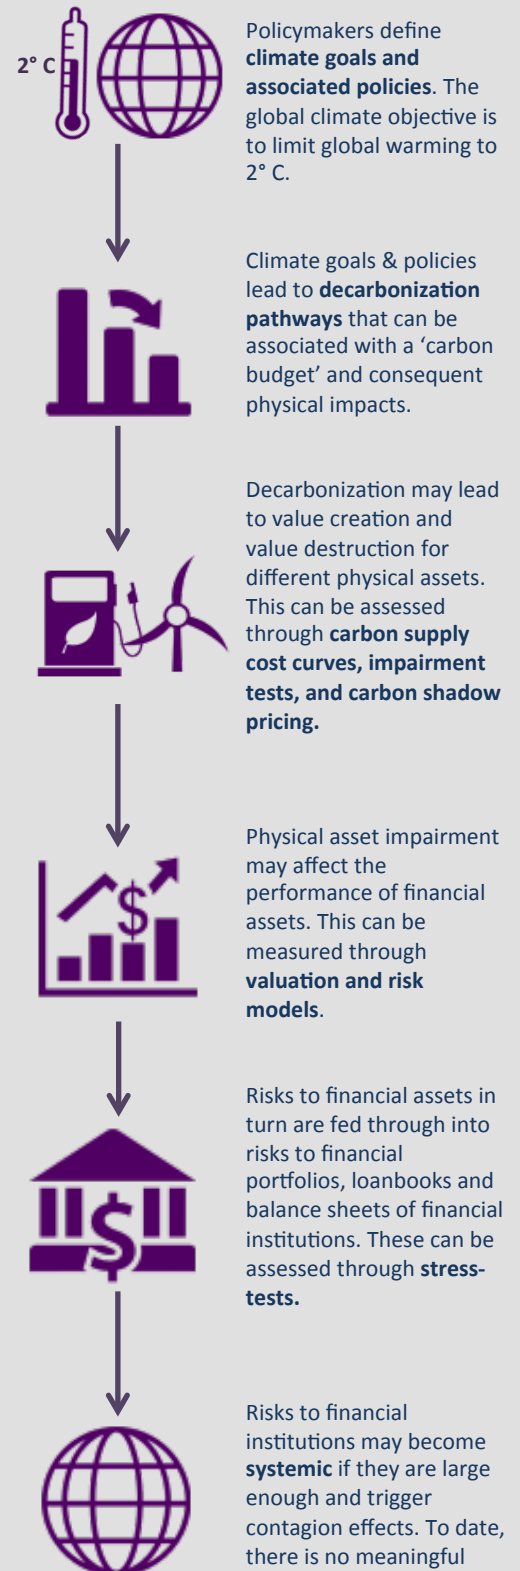 2° C
Policymakers define
climate goals and
associated policies. The
global climate objective is
to limit global warming to
2° C.
Climate goals & policies
lead to decarbonization
pathways that can be
associated with a ‘carbon
budget’ and consequent
physical impacts.
Decarbonization may lead
to value creation and
value destruction for
different physical assets.
This can be assessed
through carbon supply
cost curves, impairment
tests, and carbon shadow
pricing.
Physical asset impairment
may affect the
performance of financial
assets. This can be
measured through
valuation and risk
models.
Risks to financial assets in
turn are fed through into
risks to financial
portfolios, loanbooks and
balance sheets of financial
institutions. These can be
assessed through stress-
tests.
Risks to financial
institutions may become
systemic if they are large
enough and trigger
contagion effects. To date,
there is no meaningful
$
$